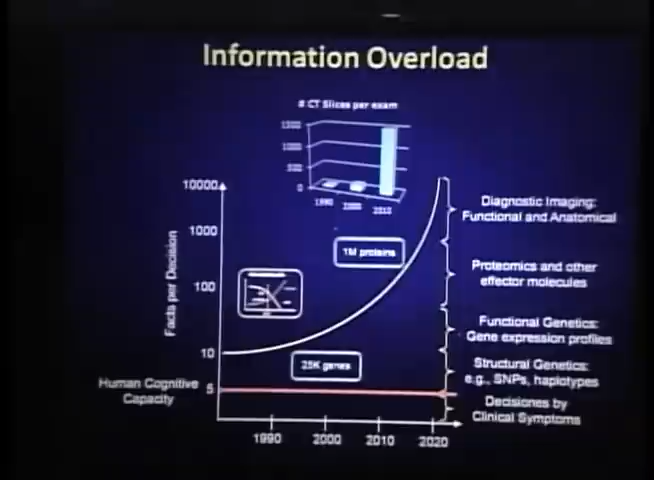 Information Overload
# CT Slices per exam
1500
1000
500
0
1990
2000
2010
10000
1000
100
10
5
Facts per Decision
1M proteins
25K genes
Human Cognitive
Capacity
1990
2000
2010
2020
Diagnostic Imaging:
Functional and Anatomical
Proteomics and other
effector molecules
Functional Genetics:
Gene expression profiles
Structural Genetics:
e.g., SNPs, haplotypes
Decisiones by
Clinical Symptoms